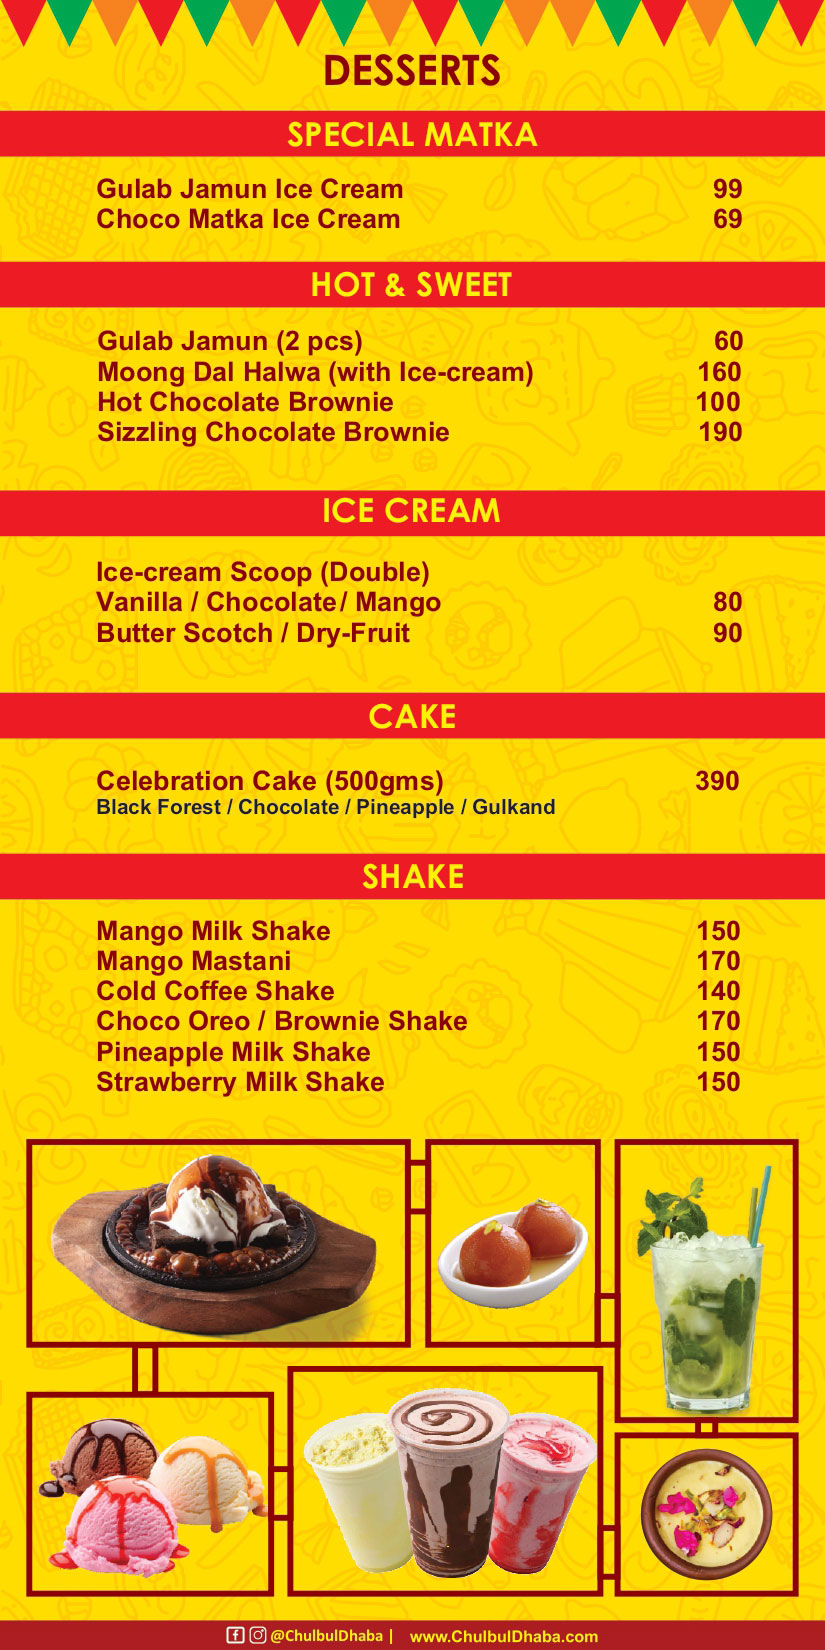 DESSERTS
SPECIAL MATKA
Gulab Jamun Ice Cream 99
Choco Matka Ice Cream 69
HOT & SWEET
Gulab Jamun (2 pcs) 60
Moong Dal Halwa (with Ice-cream) 160
Hot Chocolate Brownie 100
Sizzling Chocolate Brownie 190
ICE CREAM
Ice-cream Scoop (Double)
Vanilla / Chocolate / Mango 80
Butter Scotch / Dry-Fruit 90
CAKE
Celebration Cake (500gms) 390
Black Forest / Chocolate / Pineapple / Gulkand
SHAKE
Mango Milk Shake 150
Mango Mastani 170
Cold Coffee Shake 140
Choco Oreo / Brownie Shake 170
Pineapple Milk Shake 150
Strawberry Milk Shake 150
@ChulbulDhaba | www.ChulbulDhaba.com